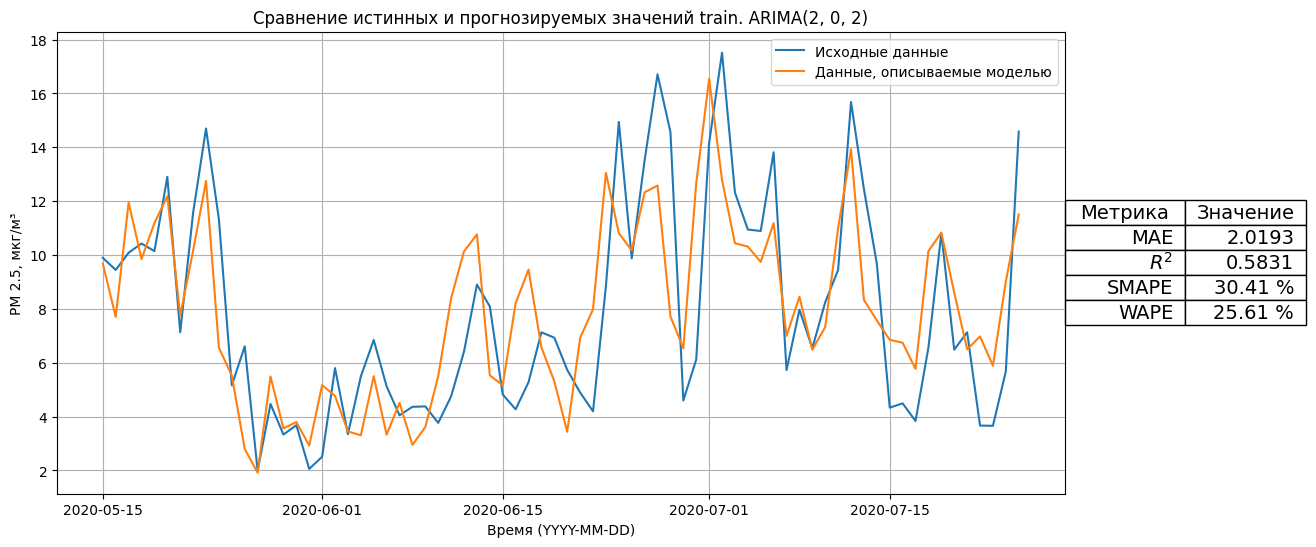 Сравнение истинных и прогнозируемых значений train. ARIMA(2, 0, 2)
Исходные данные
Данные, описываемые моделью
18
16
14
12
10
8
6
4
2
PM 2.5, мкг/м³
2020-05-15 2020-06-01 2020-06-15 2020-07-01 2020-07-15
Время (YYYY-MM-DD)
Метрика Значение
MAE 2.0193
R² 0.5831
SMAPE 30.41 %
WAPE 25.61 %